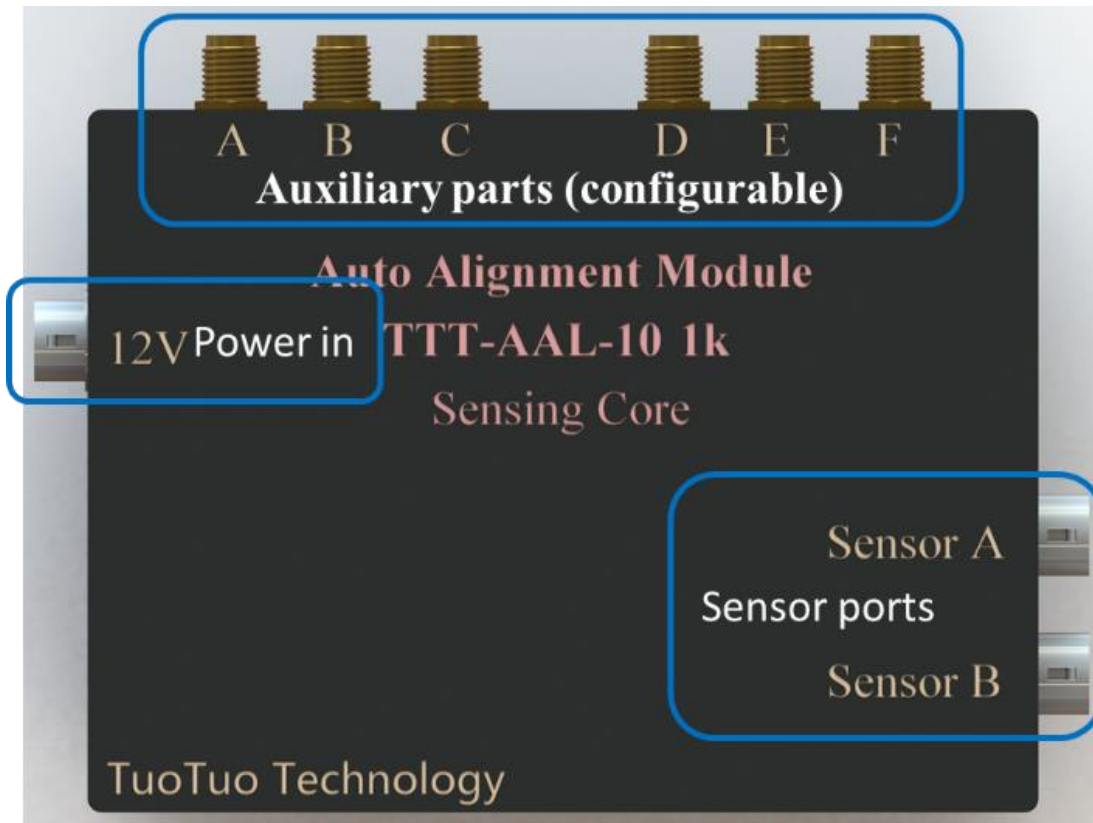 A B C D E F
Auxiliary parts (configurable)
Auto Alignment Module
12V Power in
TTT-AAL-10 1k
Sensing Core
Sensor A
Sensor ports
Sensor B
TuoTuo Technology